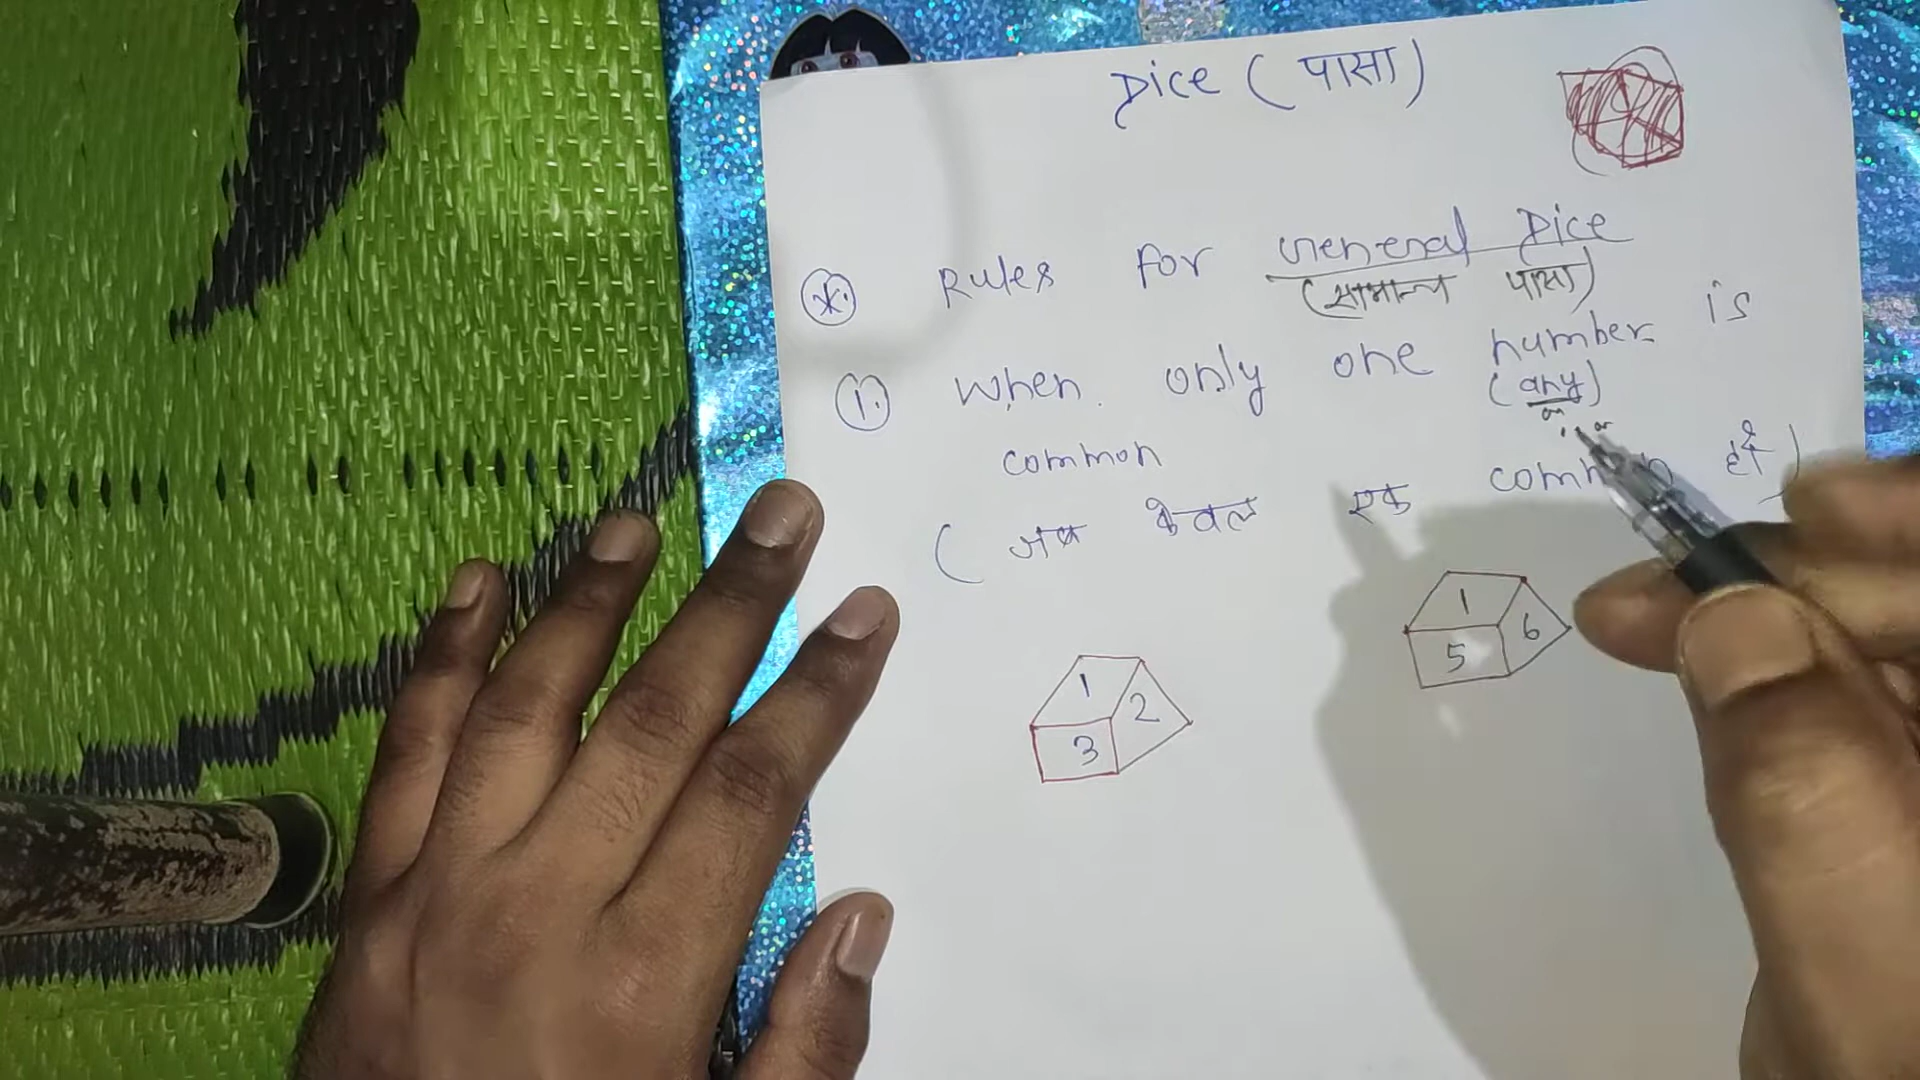 Dice (पासा)
* Rules for General Dice
(सामान्य पासा)
1. When only one number is
(any)
common
(जब केवल एक common हो)
1
2
3
1
6
5